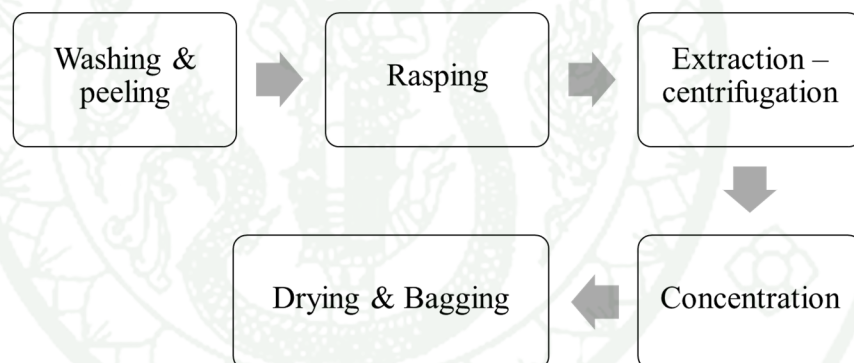 Washing &
peeling
Rasping
Extraction –
centrifugation
Concentration
Drying & Bagging